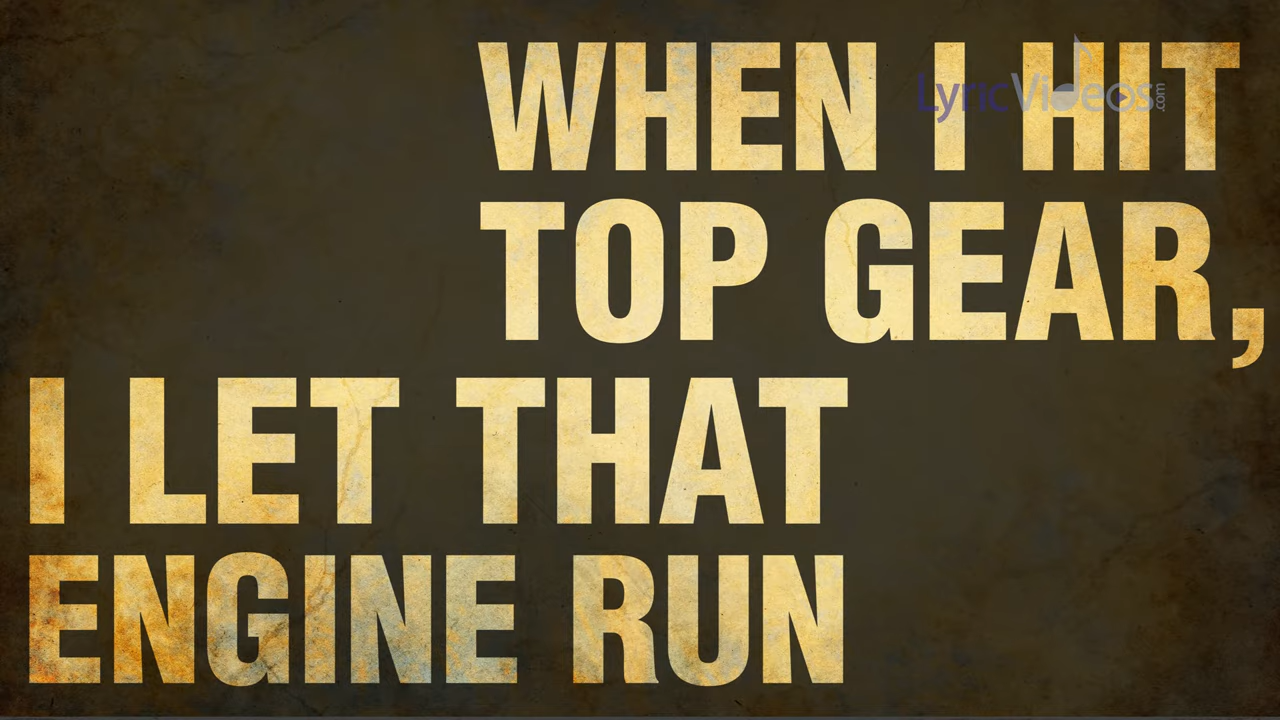 WHEN I HIT
LyricVideos.com
TOP GEAR,
I LET THAT
ENGINE RUN